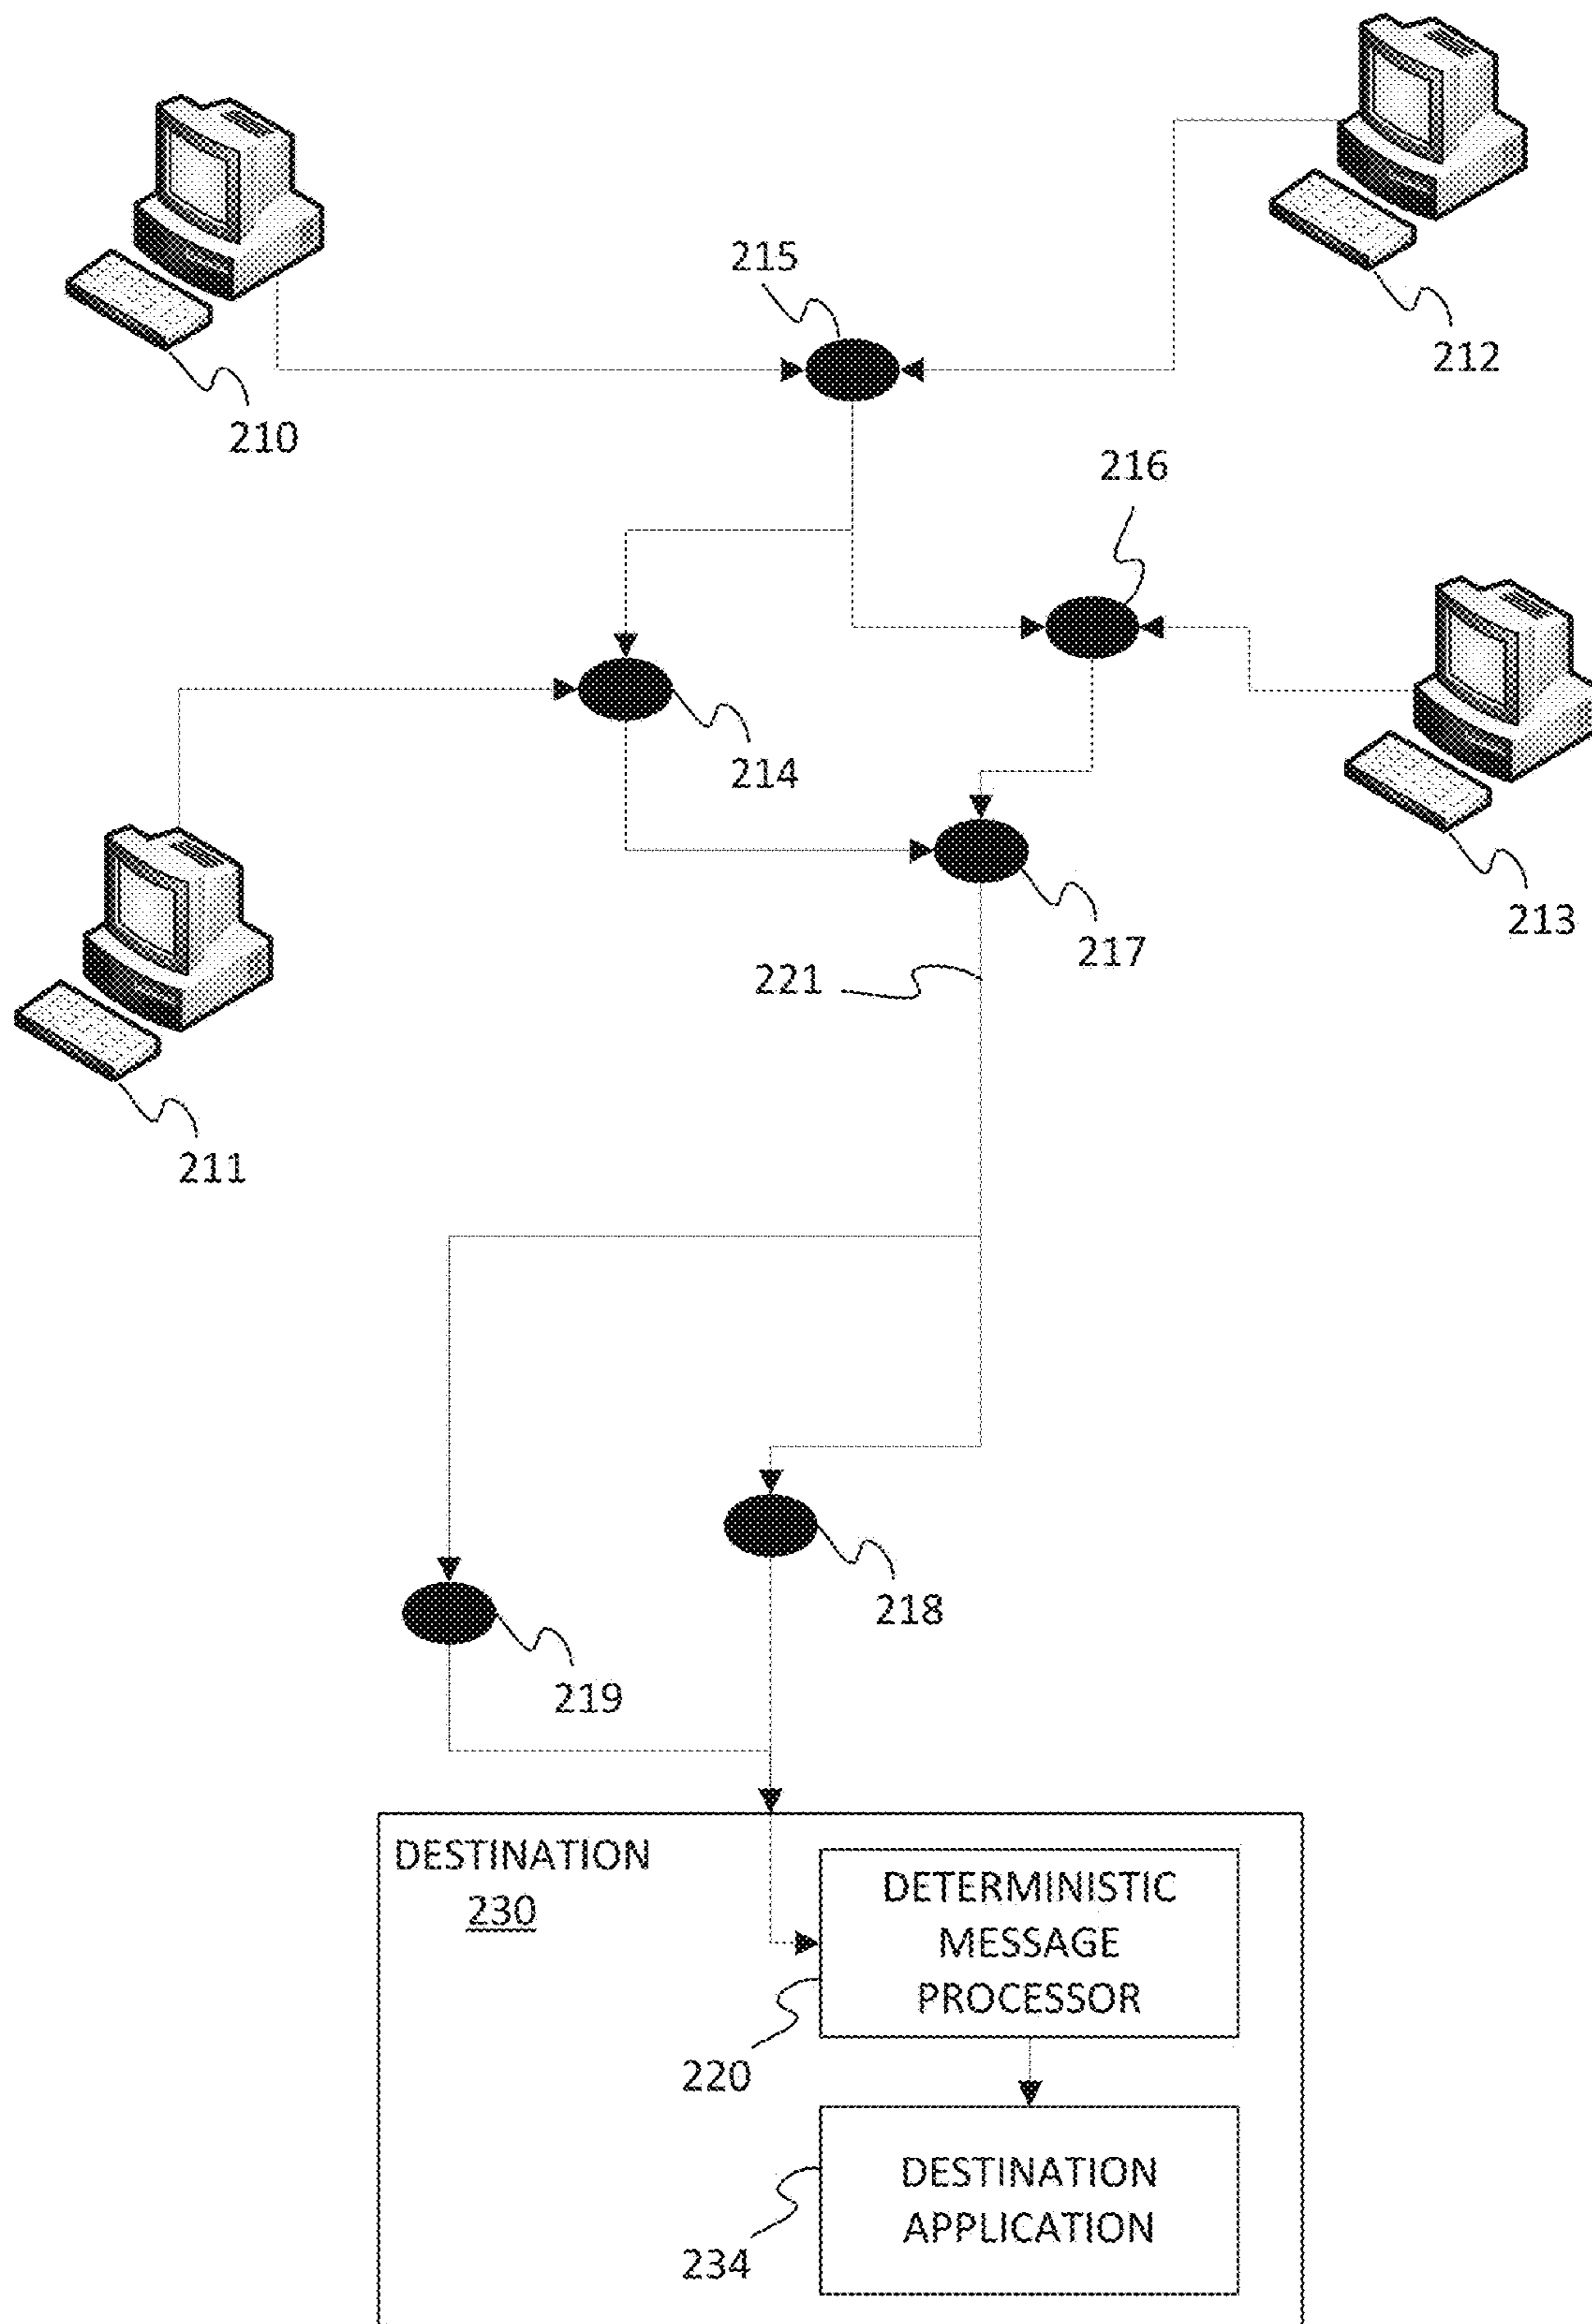 215
212
210
216
214
213
217
221
211
218
219
DESTINATION
230
DETERMINISTIC
MESSAGE
PROCESSOR
220
DESTINATION
APPLICATION
234